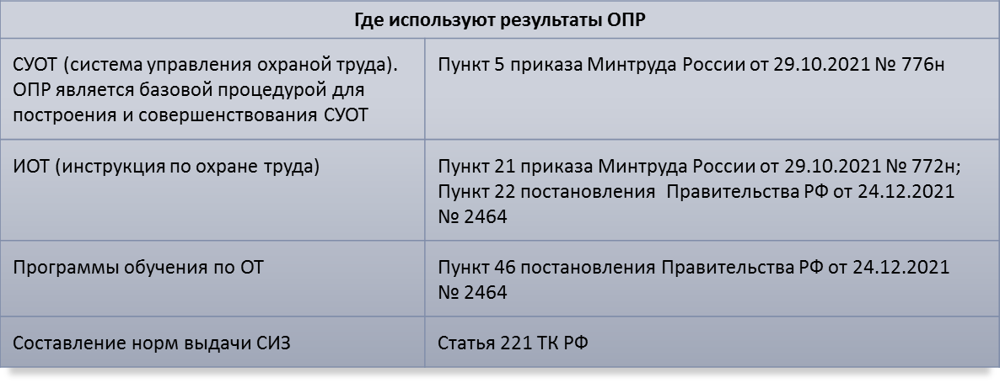 Где используют результаты ОПР
СУОТ (система управления охраной труда).
ОПР является базовой процедурой для
построения и совершенствования СУОТ
Пункт 5 приказа Минтруда России от 29.10.2021 № 776н
ИОТ (инструкция по охране труда)
Пункт 21 приказа Минтруда России от 29.10.2021 № 772н;
Пункт 22 постановления Правительства РФ от 24.12.2021
№ 2464
Программы обучения по ОТ
Пункт 46 постановления Правительства РФ от 24.12.2021
№ 2464
Составление норм выдачи СИЗ
Статья 221 ТК РФ